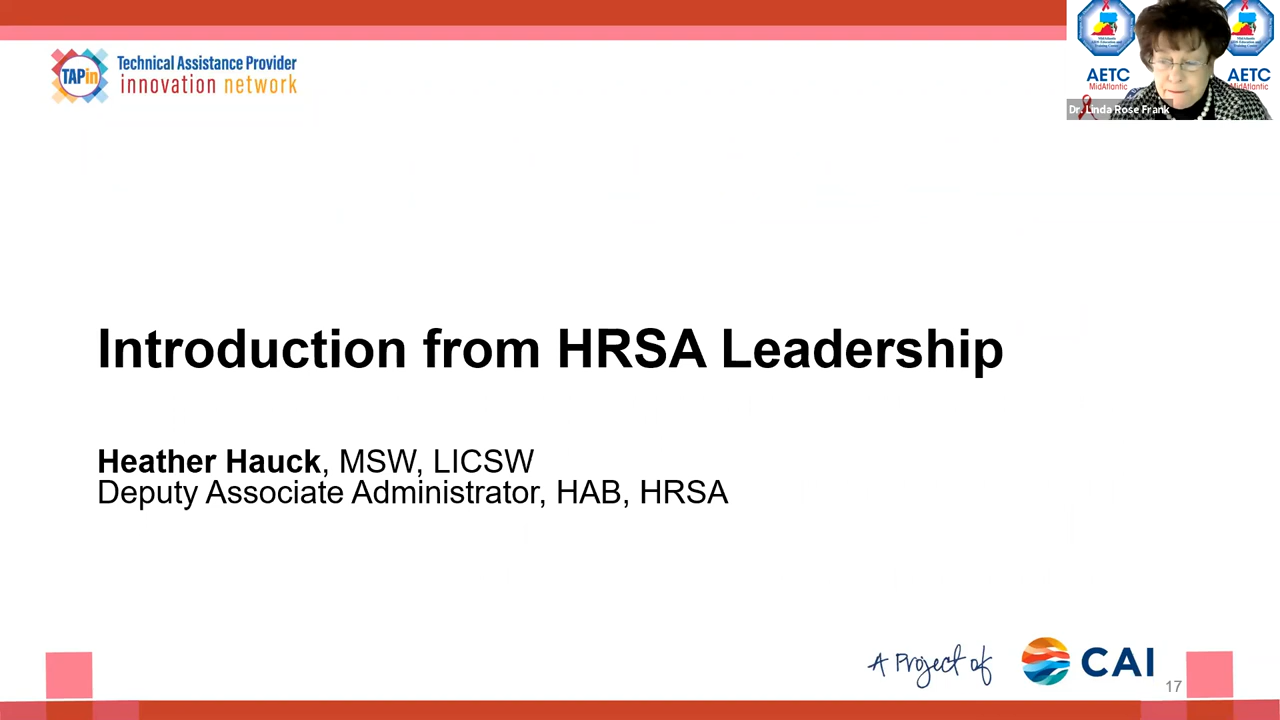 TAPin
Technical Assistance Provider
innovation network
AETC
MidAtlantic
AETC
MidAtlantic
Dr. Linda Rose Frank
Introduction from HRSA Leadership
Heather Hauck, MSW, LICSW
Deputy Associate Administrator, HAB, HRSA
A Project of
CAI
17